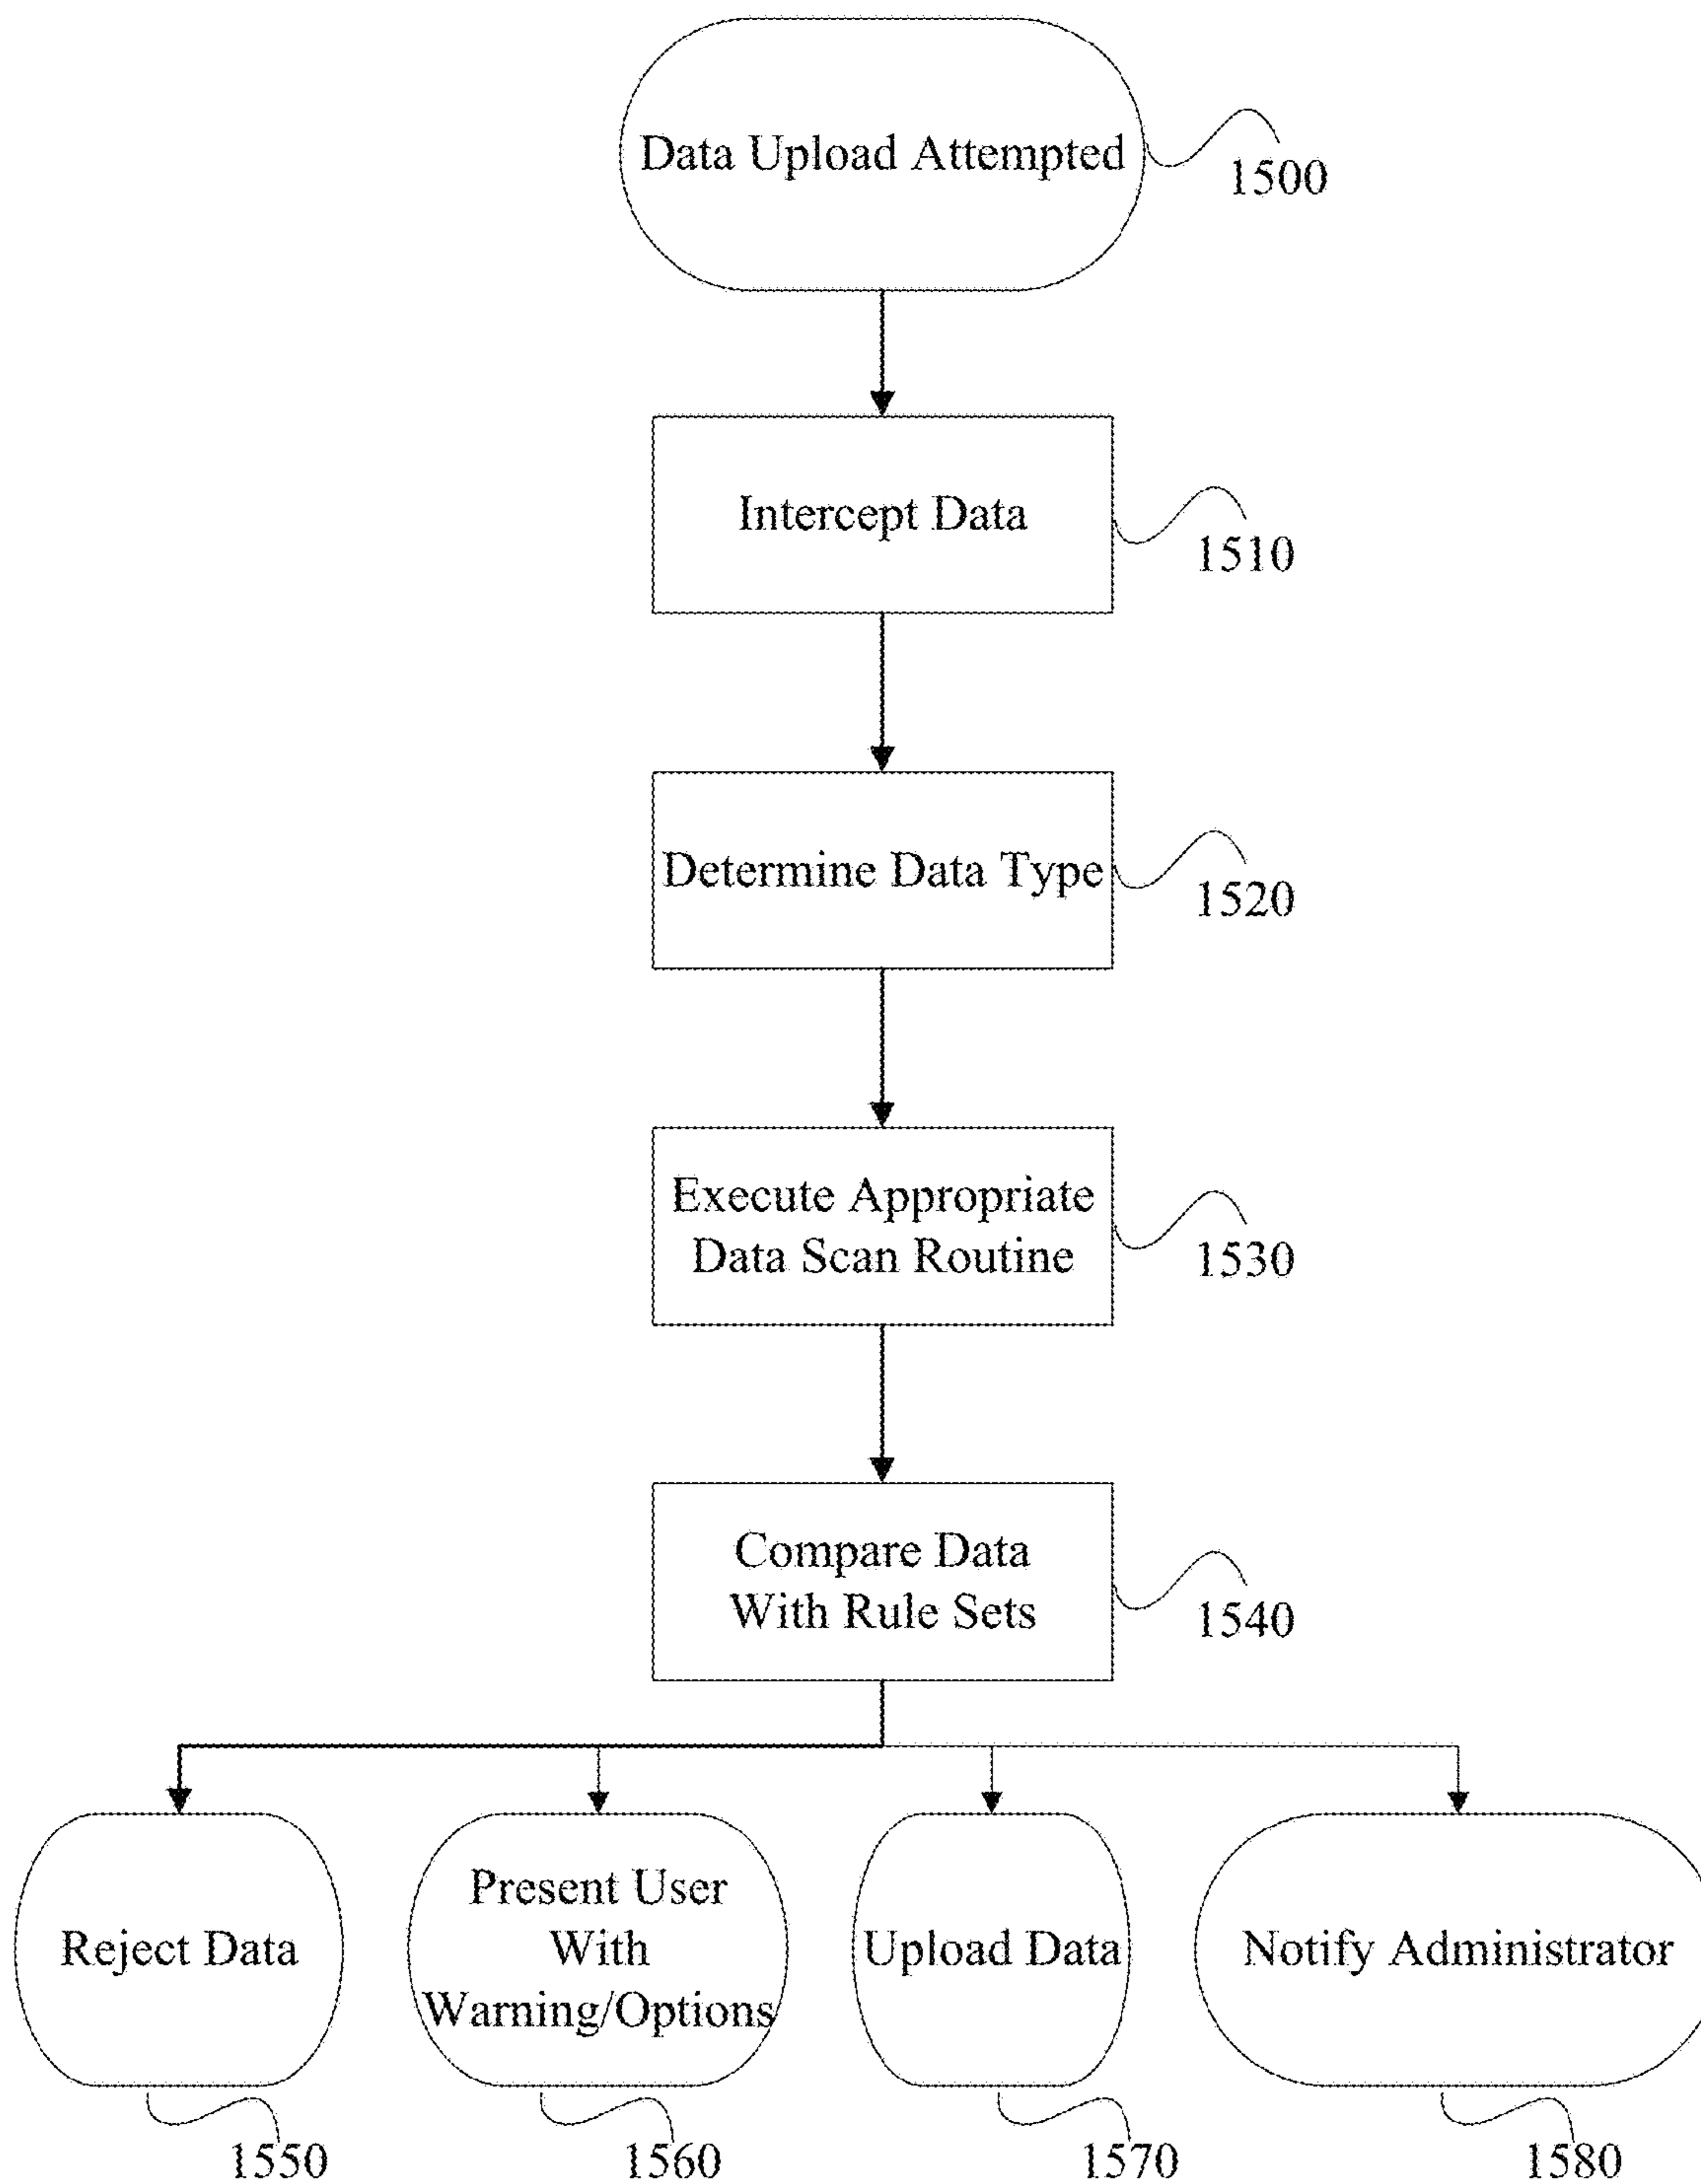 Data Upload Attempted
1500
Intercept Data
1510
Determine Data Type
1520
Execute Appropriate
Data Scan Routine
1530
Compare Data
With Rule Sets
1540
Reject Data
Present User
With
Warning/Options
Upload Data
Notify Administrator
1550
1560
1570
1580